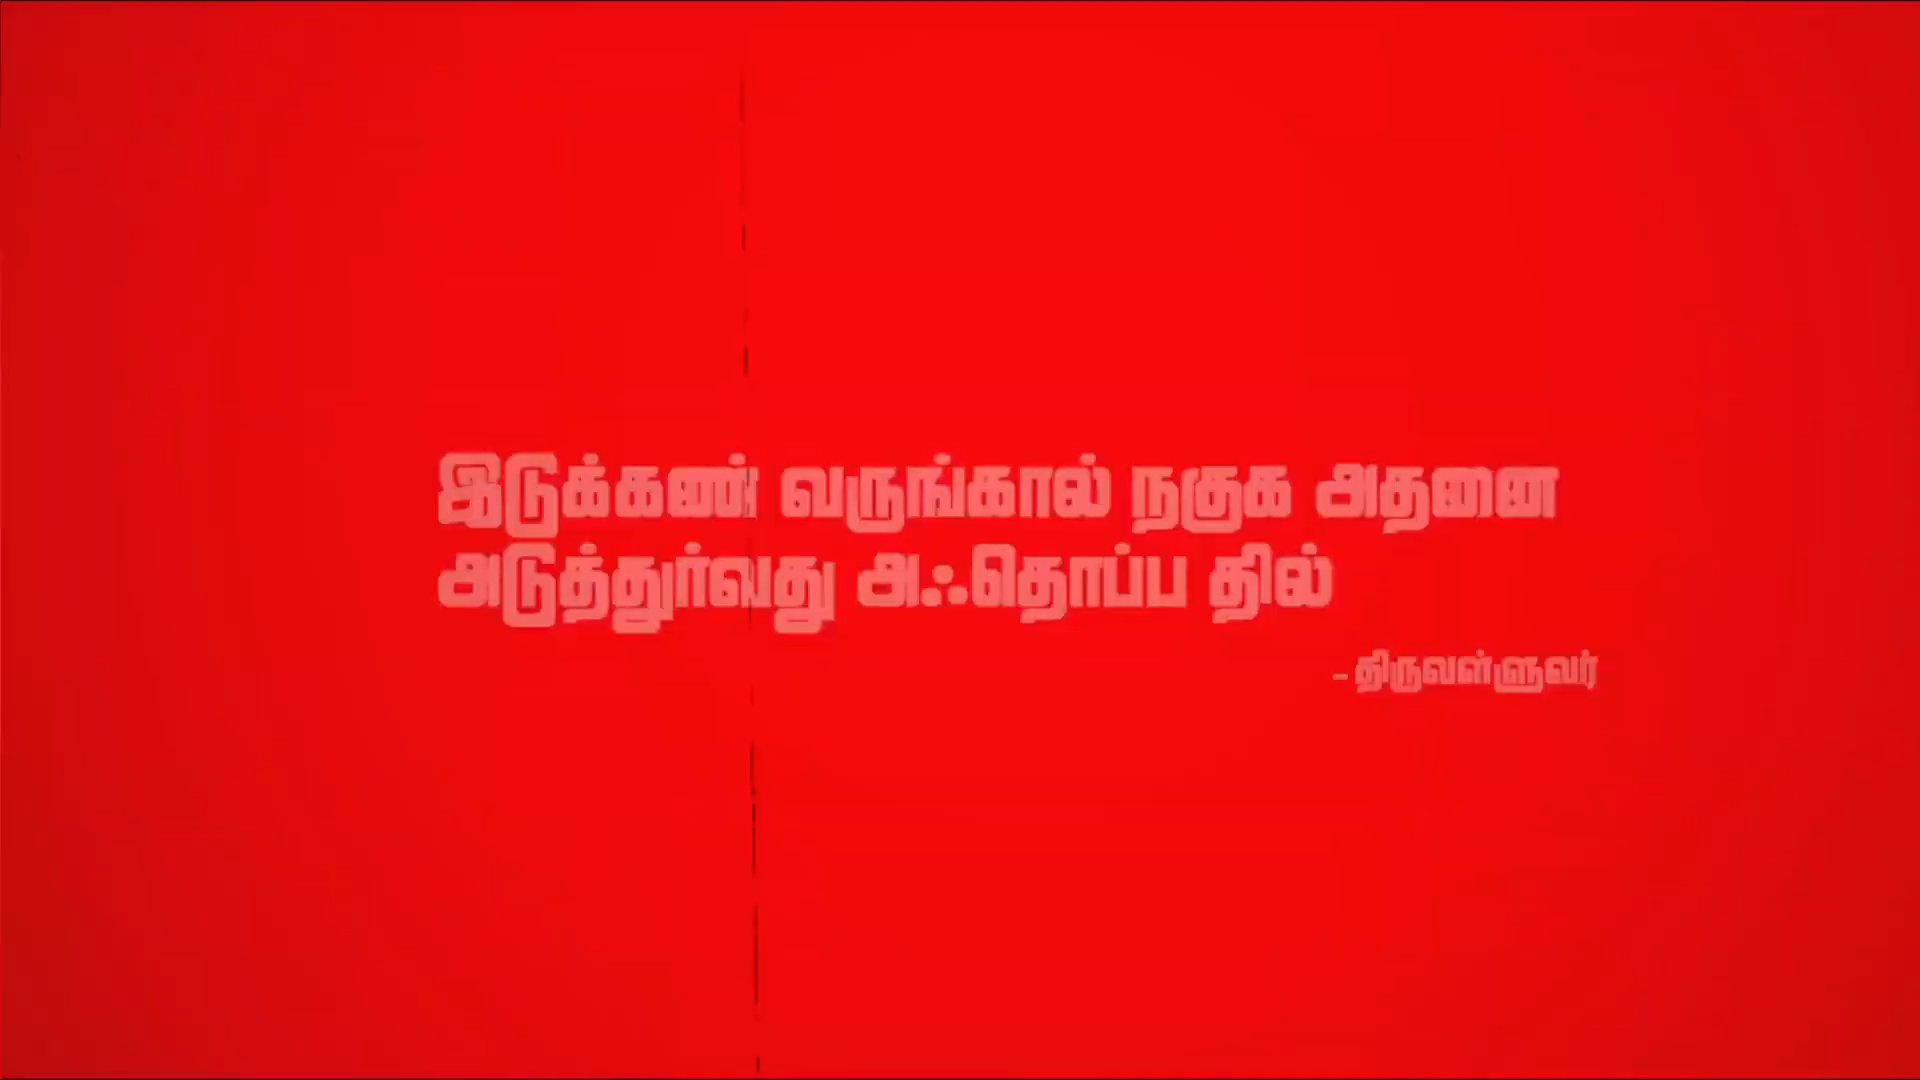 இடுக்கண் வருங்கால் நகுக அதனை
அடுத்துர்வது அஃதொப்ப தில்
- திருவள்ளுவர்